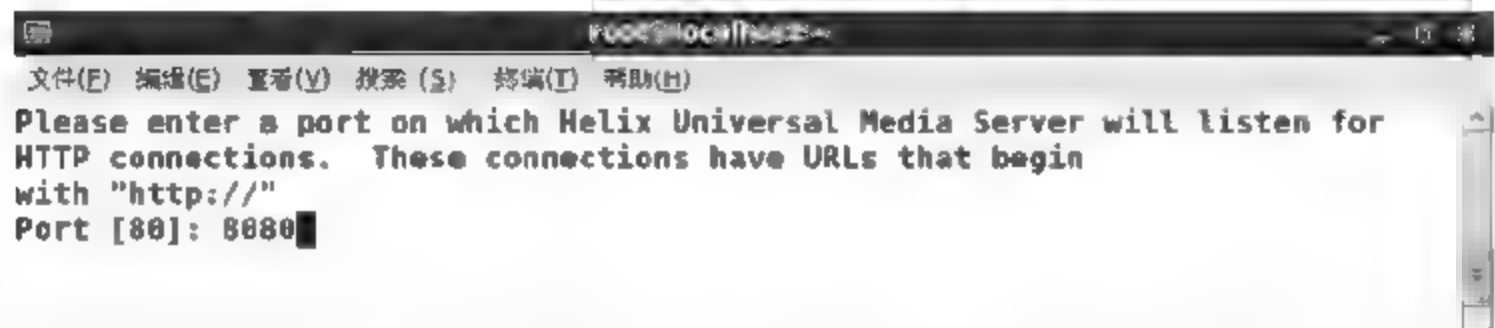 root@localhost:~
文件(F) 编辑(E) 查看(V) 搜索 (S) 终端(T) 帮助(H)
Please enter a port on which Helix Universal Media Server will listen for
HTTP connections.  These connections have URLs that begin
with "http://"
Port [80]: 8080